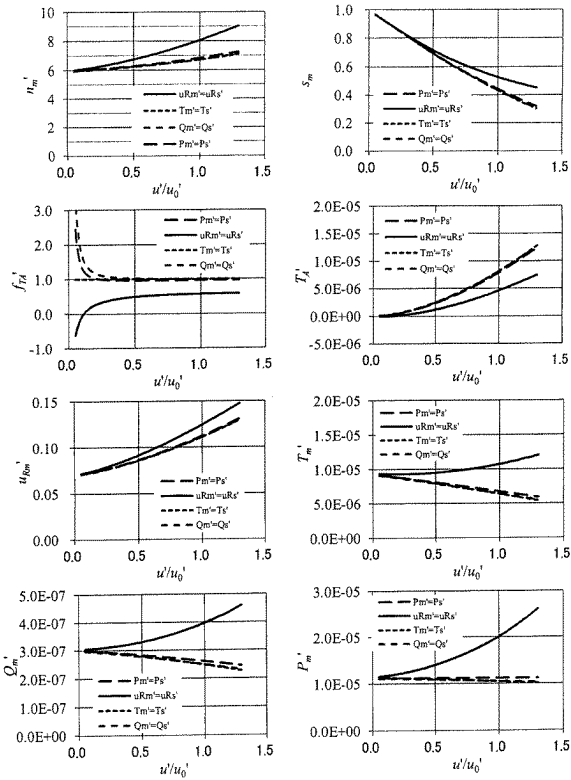 10
8
6
4
2
0
n_m'
uRm'=uRs'
Tm'=Ts'
Qm'=Qs'
Pm'=Ps'
0.0 0.5 1.0 1.5
u'/u_0'
1.0
0.8
0.6
0.4
0.2
0.0
s_m
Pm'=Ps'
uRm'=uRs'
Tm'=Ts'
Qm'=Qs'
0.0 0.5 1.0 1.5
u'/u_0'
3.0
2.0
1.0
0.0
-1.0
f_TA'
Pm'=Ps'
uRm'=uRs'
Tm'=Ts'
Qm'=Qs'
0.0 0.5 1.0 1.5
u'/u_0'
2.0E-05
1.5E-05
1.0E-05
5.0E-06
0.0E+00
-5.0E-06
T_A'
Pm'=Ps'
uRm'=uRs'
Tm'=Ts'
Qm'=Qs'
0.0 0.5 1.0 1.5
u'/u_0'
0.15
0.10
0.05
0.00
u_Rm'
Pm'=Ps'
uRm'=uRs'
Tm'=Ts'
Qm'=Qs'
0.0 0.5 1.0 1.5
u'/u_0'
2.0E-05
1.5E-05
1.0E-05
5.0E-06
0.0E+00
T_m'
Pm'=Ps'
uRm'=uRs'
Tm'=Ts'
Qm'=Qs'
0.0 0.5 1.0 1.5
u'/u_0'
5.0E-07
4.0E-07
3.0E-07
2.0E-07
1.0E-07
0.0E+00
Q_m'
Pm'=Ps'
uRm'=uRs'
Tm'=Ts'
Qm'=Qs'
0.0 0.5 1.0 1.5
u'/u_0'
3.0E-05
2.0E-05
1.0E-05
0.0E+00
P_m'
Pm'=Ps'
uRm'=uRs'
Tm'=Ts'
Qm'=Qs'
0.0 0.5 1.0 1.5
u'/u_0'